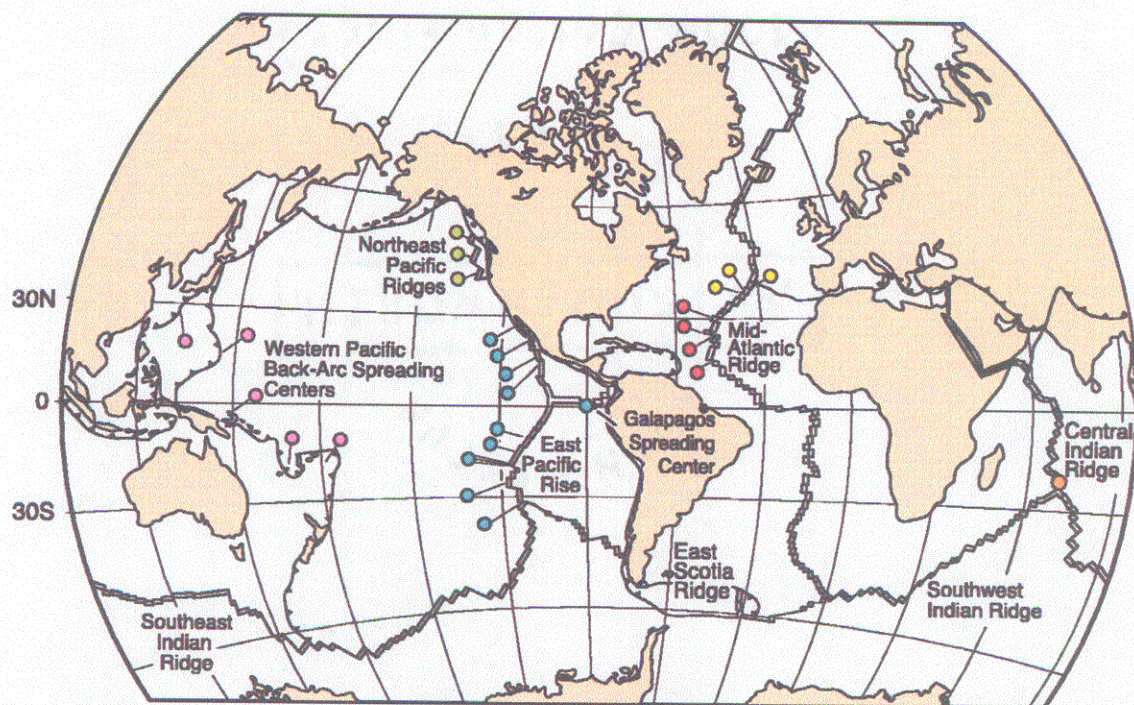 Northeast
Pacific
Ridges
30N
Western Pacific
Back-Arc Spreading
Centers
Mid-
Atlantic
Ridge
0
Galapagos
Spreading
Center
East
Pacific
Rise
Central
Indian
Ridge
30S
East
Scotia
Ridge
Southwest
Indian Ridge
Southeast
Indian
Ridge